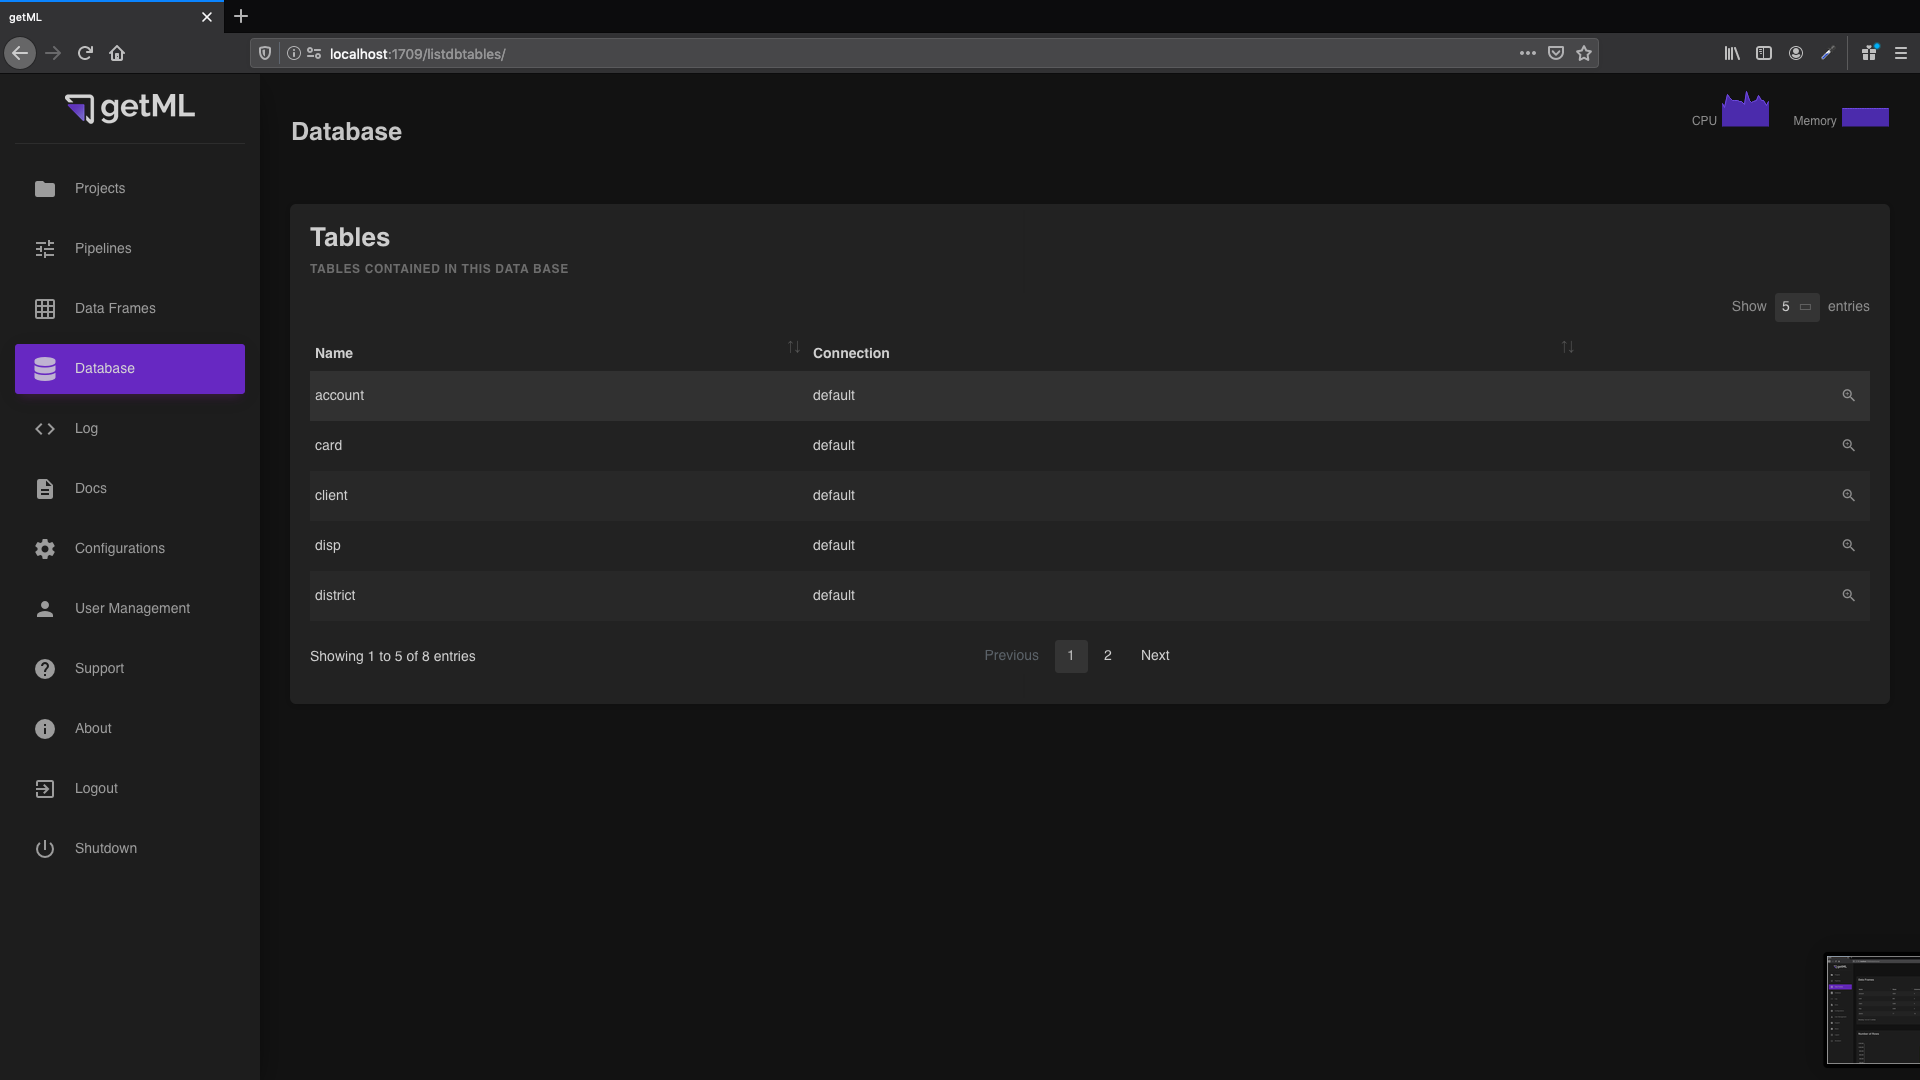 getML
localhost:1709/listdbtables/
getML
Projects
Pipelines
Data Frames
Database
Log
Docs
Configurations
User Management
Support
About
Logout
Shutdown
Database
CPU
Memory
Tables
TABLES CONTAINED IN THIS DATA BASE
Show 5 entries
Name Connection
account default
card default
client default
disp default
district default
Showing 1 to 5 of 8 entries
Previous 1 2 Next